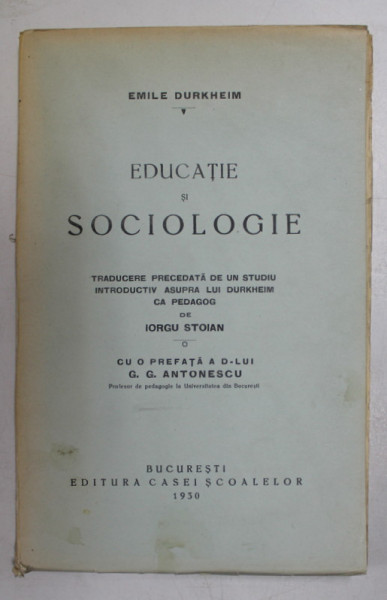 EMILE DURKHEIM
EDUCAȚIE
ȘI
SOCIOLOGIE
TRADUCERE PRECEDATĂ DE UN STUDIU
INTRODUCTIV ASUPRA LUI DURKHEIM
CA PEDAGOG
DE
IORGU STOIAN
CU O PREFAȚĂ A D-LUI
G. G. ANTONESCU
Profesor de pedagogie la Universitatea din București
BUCUREȘTI
EDITURA CASEI ȘCOALELOR
1930